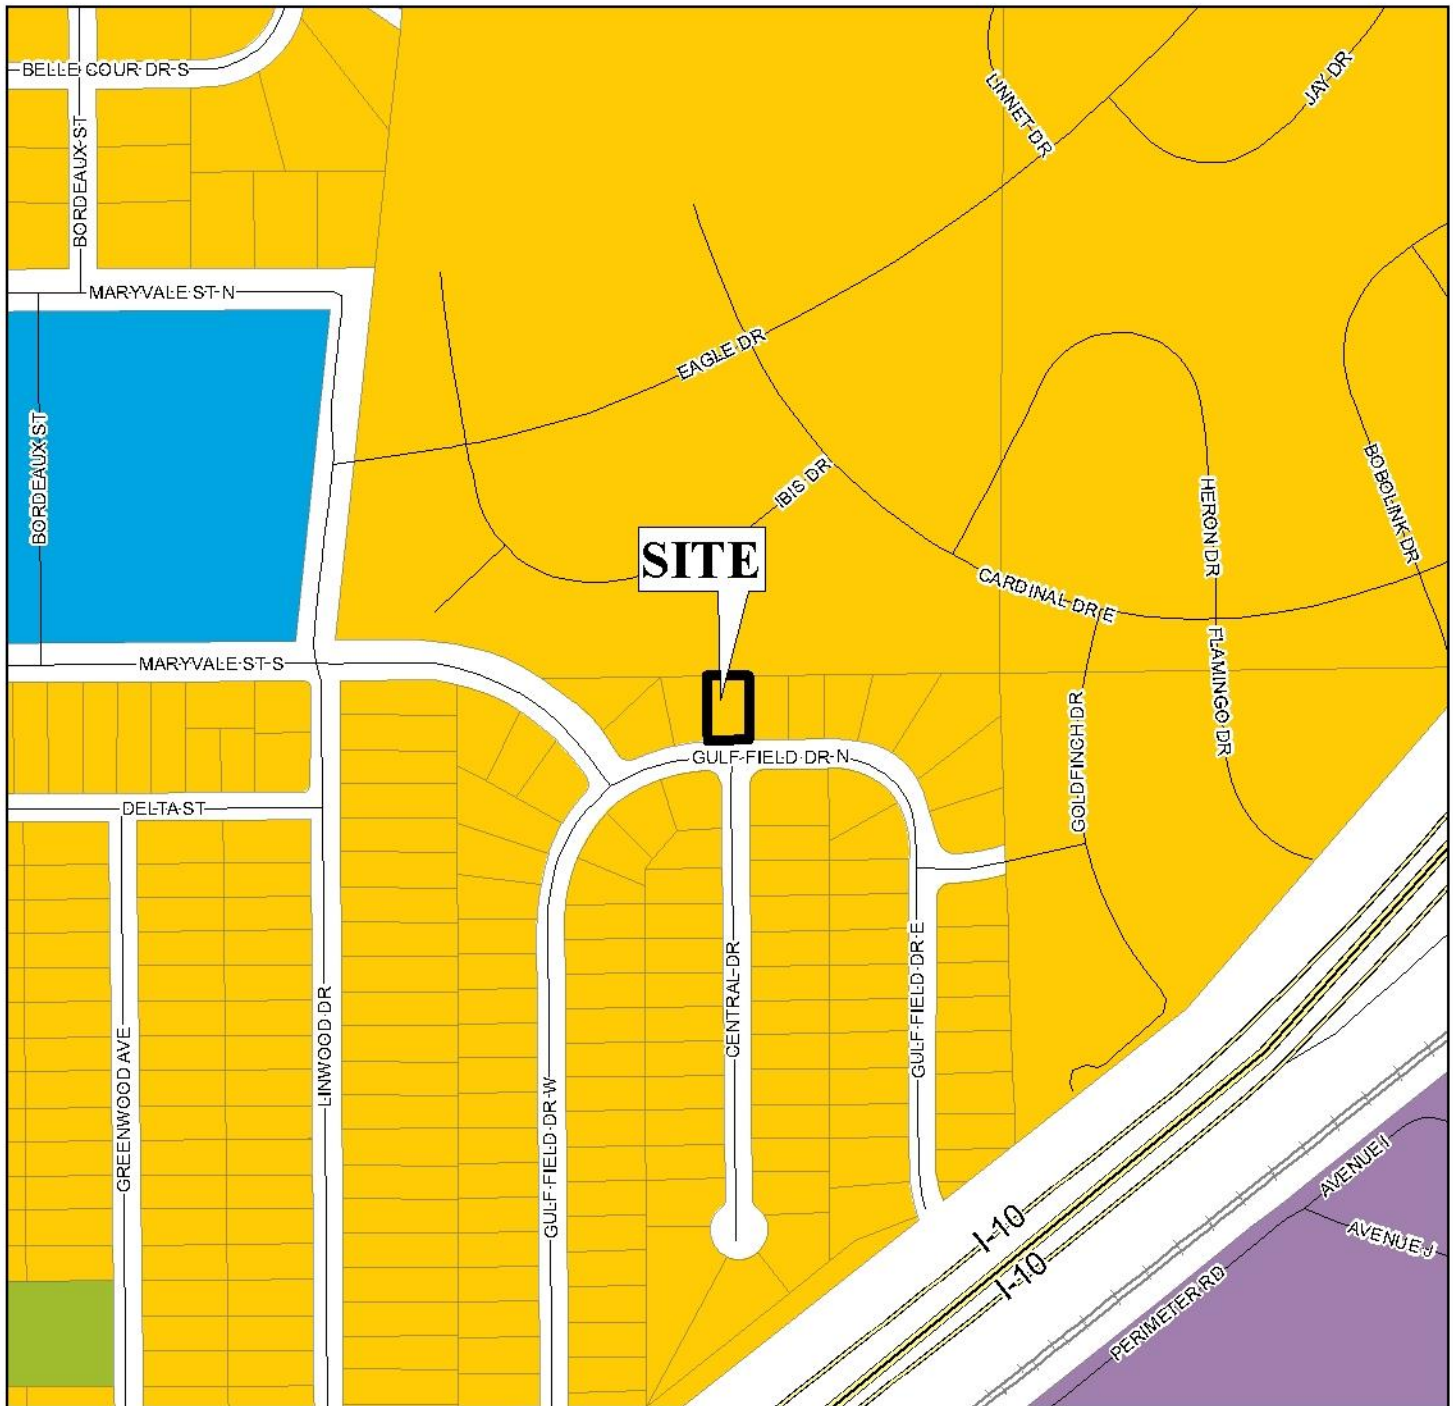 BELLE COUR DR S
BORDEAUX ST
LINNET DR
JAY DR
MARYVALE ST N
EAGLE DR
BORDEAUX ST
IBIS DR
HERON DR
BOBOLINK DR
SITE
CARDINAL DR E
MARYVALE ST S
FLAMINGO DR
GOLDFINCH DR
GULF FIELD DR N
DELTA ST
CENTRAL DR
GULF FIELD DR E
LINWOOD DR
GREENWOOD AVE
GULF FIELD DR W
I-10
I-10
AVENUE I
AVENUE J
PERIMETER RD